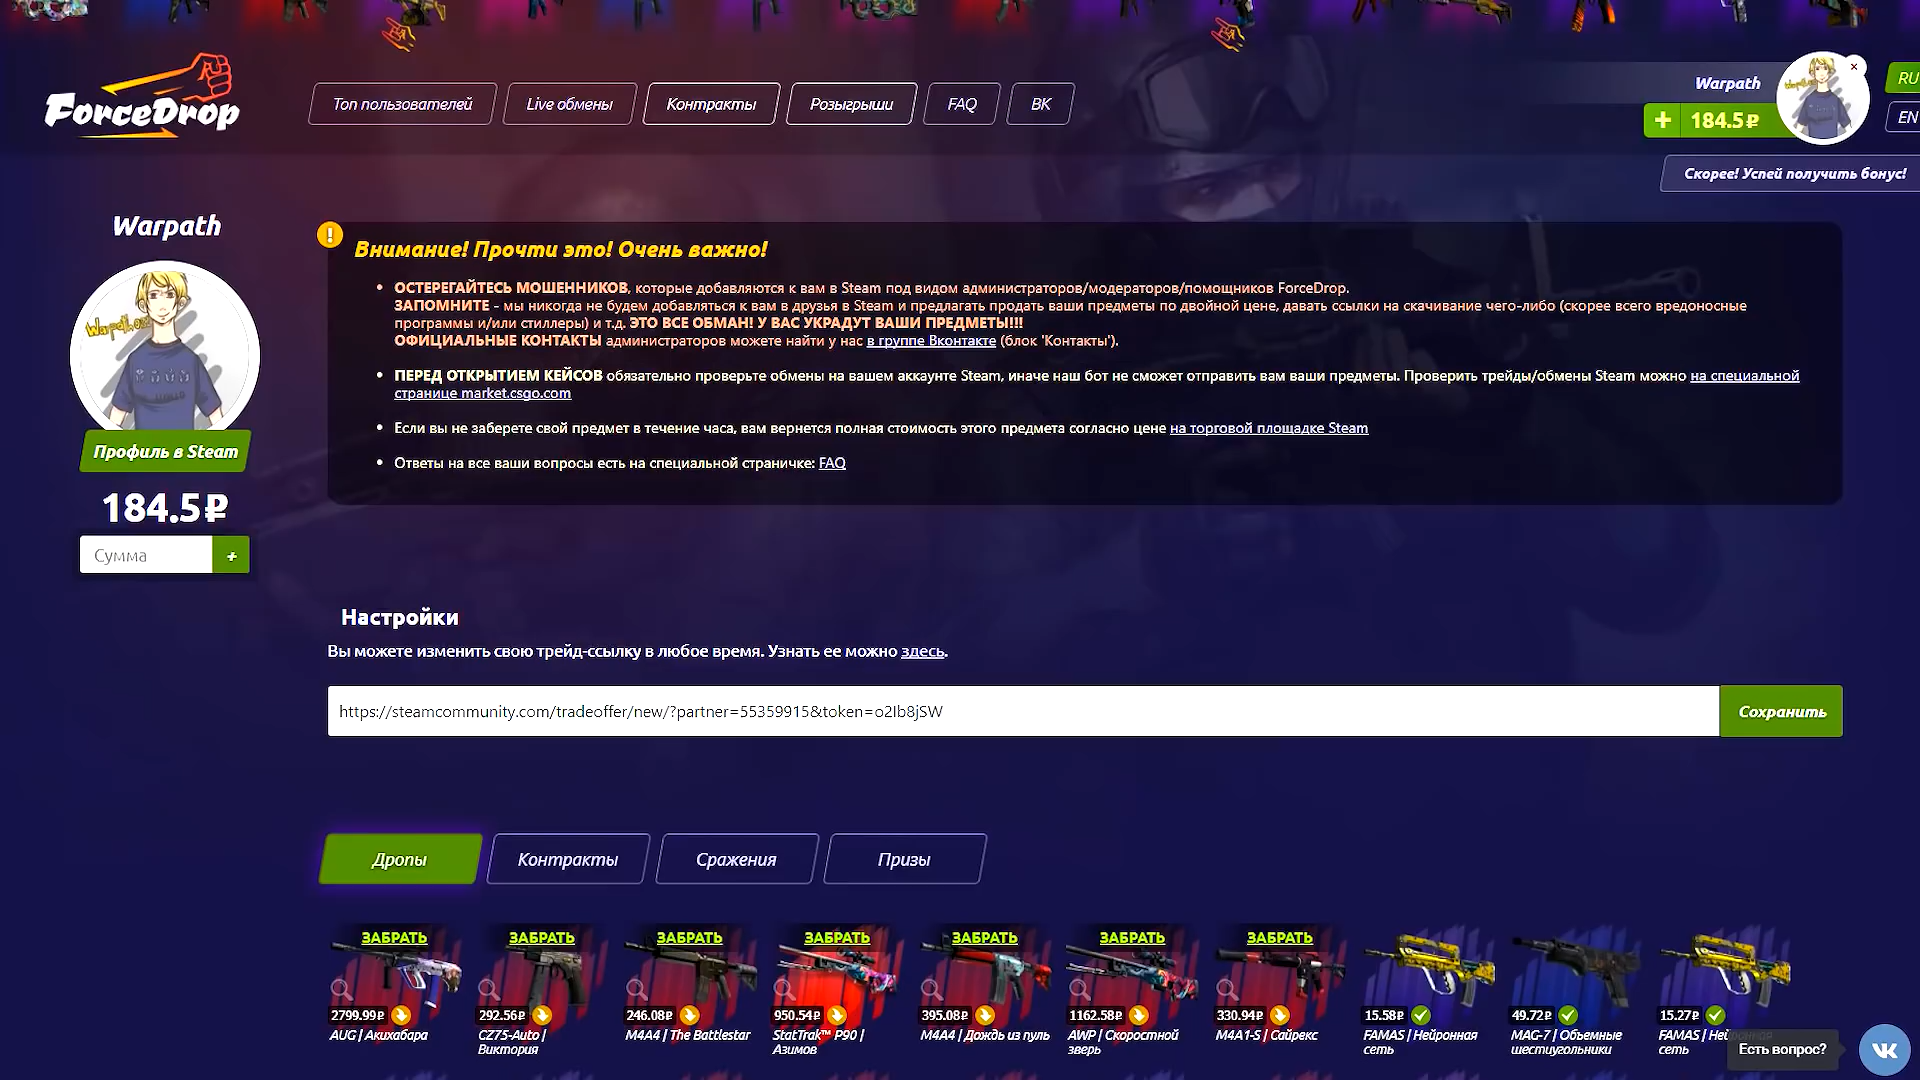 ForceDrop
Топ пользователей
Live обмены
Контракты
Розыгрыши
FAQ
ВК
Warpath
184.5₽
RU
EN
Скорее! Успей получить бонус!
Warpath
Профиль в Steam
184.5₽
Сумма
+
Внимание! Прочти это! Очень важно!
ОСТЕРЕГАЙТЕСЬ МОШЕННИКОВ, которые добавляются к вам в Steam под видом администраторов/модераторов/помощников ForceDrop.
ЗАПОМНИТЕ - мы никогда не будем добавляться к вам в друзья в Steam и предлагать продать ваши предметы по двойной цене, давать ссылки на скачивание чего-либо (скорее всего вредоносные
программы и/или стиллеры) и т.д. ЭТО ВСЕ ОБМАН! У ВАС УКРАДУТ ВАШИ ПРЕДМЕТЫ!!!
ОФИЦИАЛЬНЫЕ КОНТАКТЫ администраторов можете найти у нас в группе Вконтакте (блок 'Контакты').
ПЕРЕД ОТКРЫТИЕМ КЕЙСОВ обязательно проверьте обмены на вашем аккаунте Steam, иначе наш бот не сможет отправить вам ваши предметы. Проверить трейды/обмены Steam можно на специальной
странице market.csgo.com
Если вы не заберете свой предмет в течение часа, вам вернется полная стоимость этого предмета согласно цене на торговой площадке Steam
Ответы на все ваши вопросы есть на специальной страничке: FAQ
Настройки
Вы можете изменить свою трейд-ссылку в любое время. Узнать ее можно здесь.
https://steamcommunity.com/tradeoffer/new/?partner=55359915&token=o2Ib8jSW
Сохранить
Дропы
Контракты
Сражения
Призы
ЗАБРАТЬ
2799.99₽
AUG | Акихабара
ЗАБРАТЬ
292.56₽
CZ75-Auto |
Виктория
ЗАБРАТЬ
246.08₽
M4A4 | The Battlestar
ЗАБРАТЬ
950.54₽
StatTrak™ P90 |
Азимов
ЗАБРАТЬ
395.08₽
M4A4 | Дождь из пуль
ЗАБРАТЬ
1162.58₽
AWP | Скоростной
зверь
ЗАБРАТЬ
330.94₽
M4A1-S | Сайрекс
15.58₽
FAMAS | Нейронная
сеть
49.72₽
MAG-7 | Объемные
шестиугольники
15.27₽
FAMAS |
сеть
Есть вопрос?